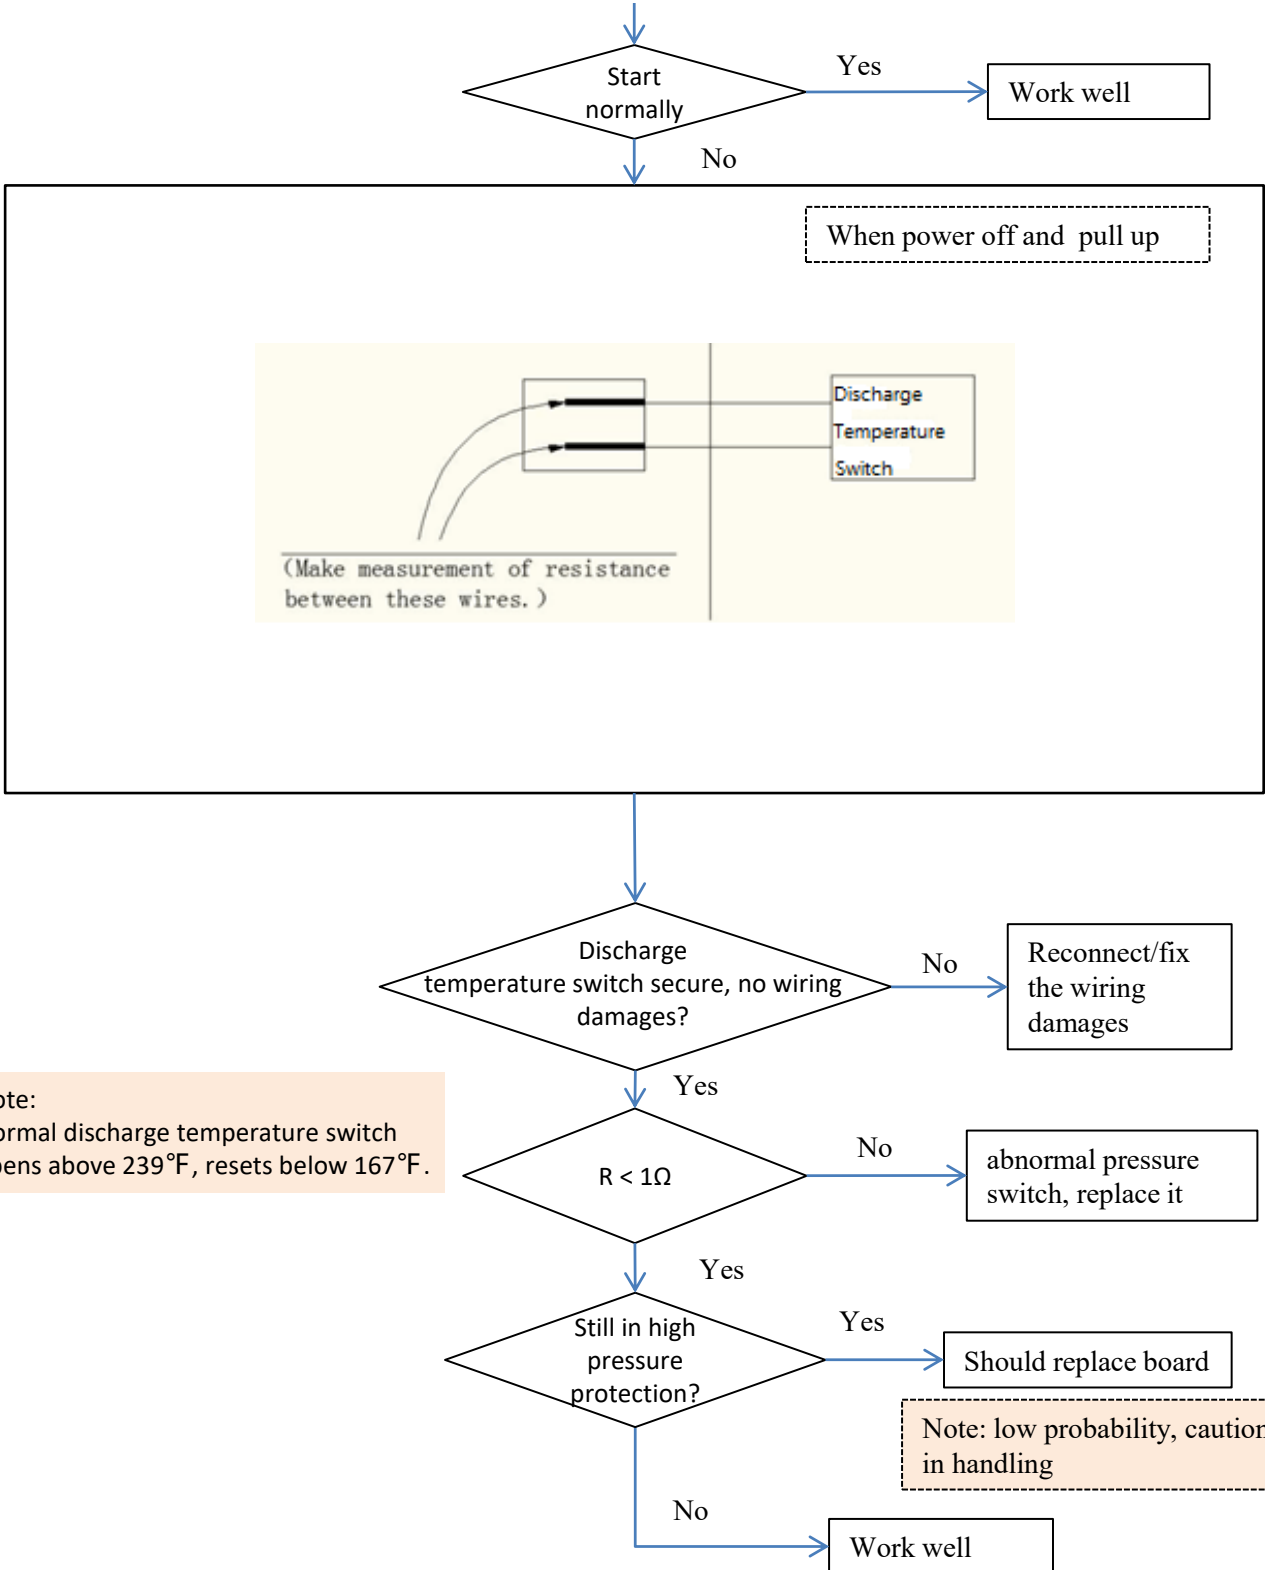 Start
normally
Yes
Work well
No
When power off and pull up
Discharge
Temperature
Switch
(Make measurement of resistance
between these wires.)
Discharge
temperature switch secure, no wiring
damages?
No
Reconnect/fix
the wiring
damages
Yes
ote:
ormal discharge temperature switch
pens above 239℉, resets below 167℉.
R < 1Ω
No
abnormal pressure
switch, replace it
Yes
Still in high
pressure
protection?
Yes
Should replace board
Note: low probability, caution
in handling
No
Work well